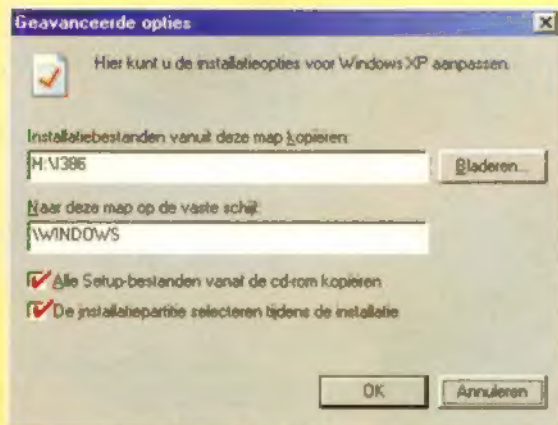 Geavanceerde opties
Hier kunt u de installatieopties voor Windows XP aanpassen.
Installatiebestanden vanuit deze map kopiëren:
H:\I386
Bladeren...
Naar deze map op de vaste schijf:
\WINDOWS
Alle Setup-bestanden vanaf de cd-rom kopiëren
De installatiepartitie selecteren tijdens de installatie
OK
Annuleren